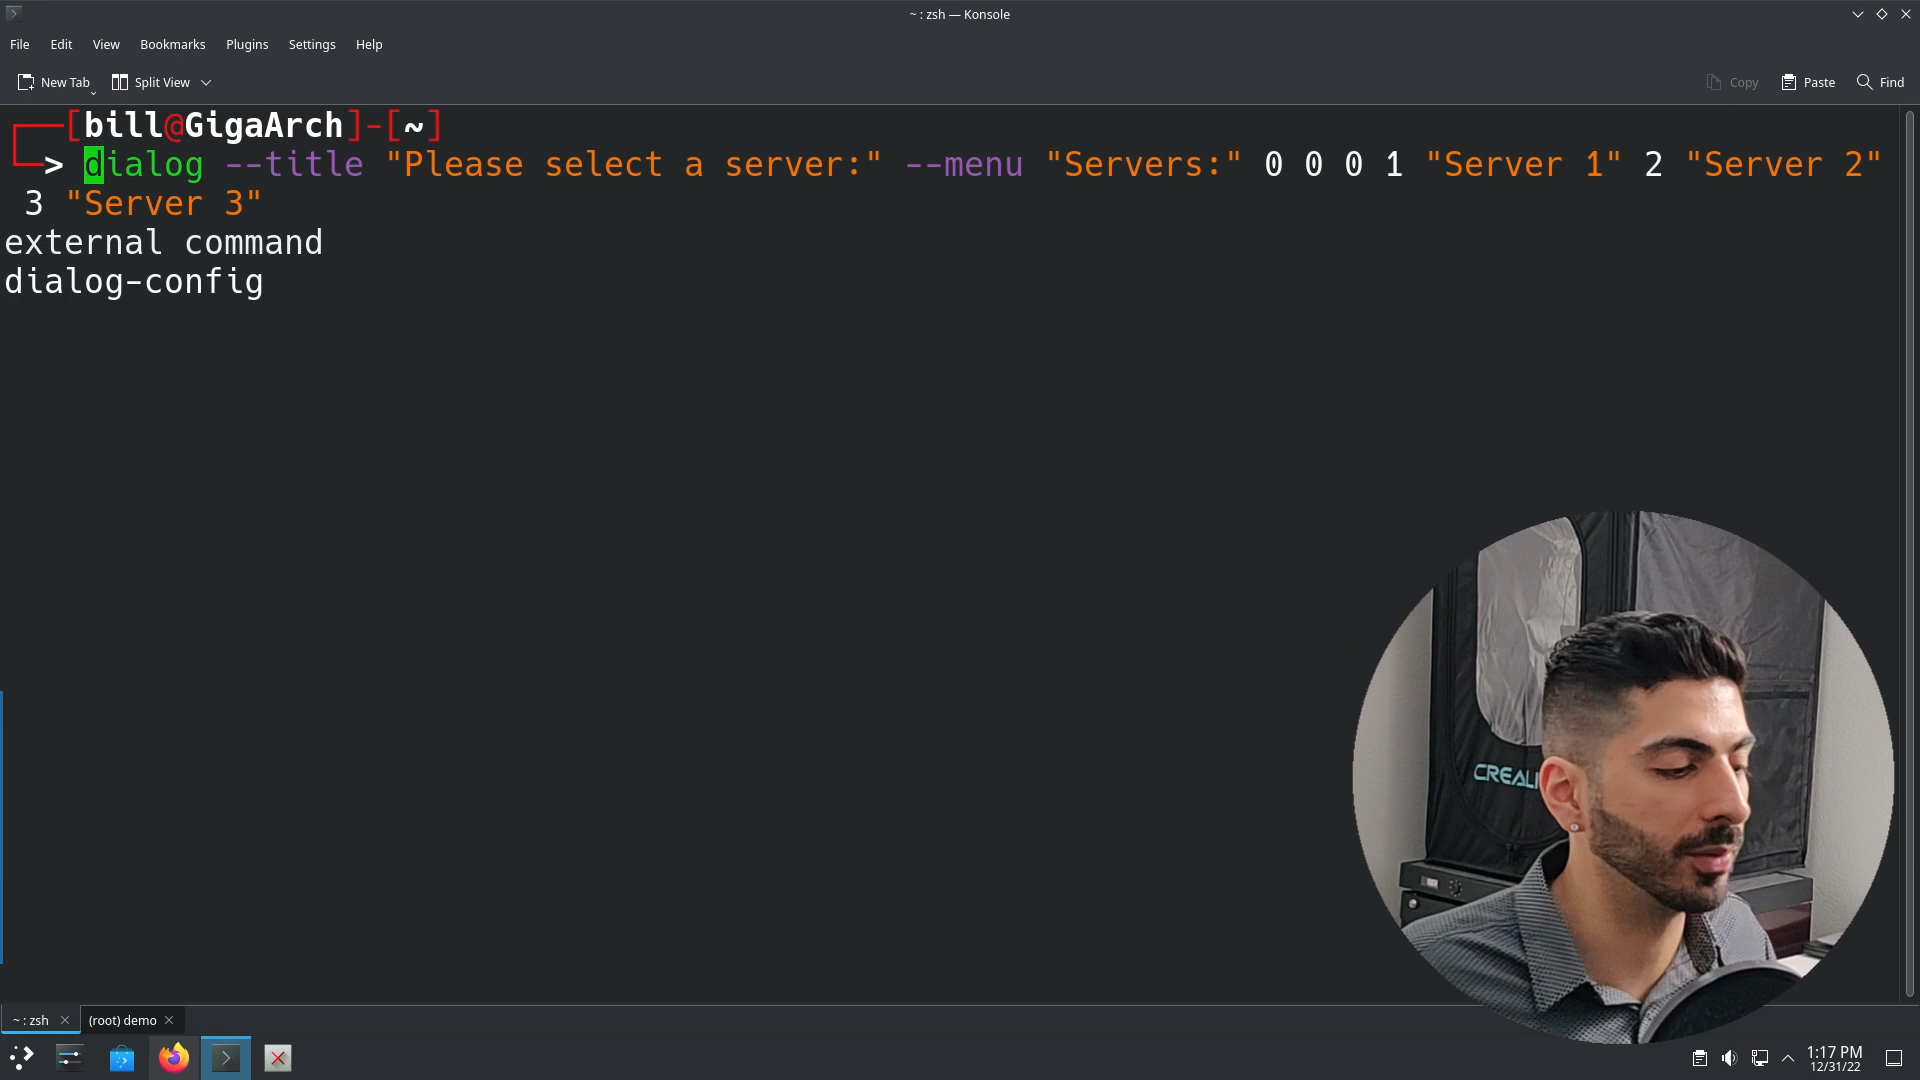 ~ : zsh — Konsole
File Edit View Bookmarks Plugins Settings Help
New Tab Split View Copy Paste Find
[bill@GigaArch]-[~]
> dialog --title "Please select a server:" --menu "Servers:" 0 0 0 1 "Server 1" 2 "Server 2"
3 "Server 3"
external command
dialog-config
CREALI
~ : zsh (root) demo
1:17 PM
12/31/22